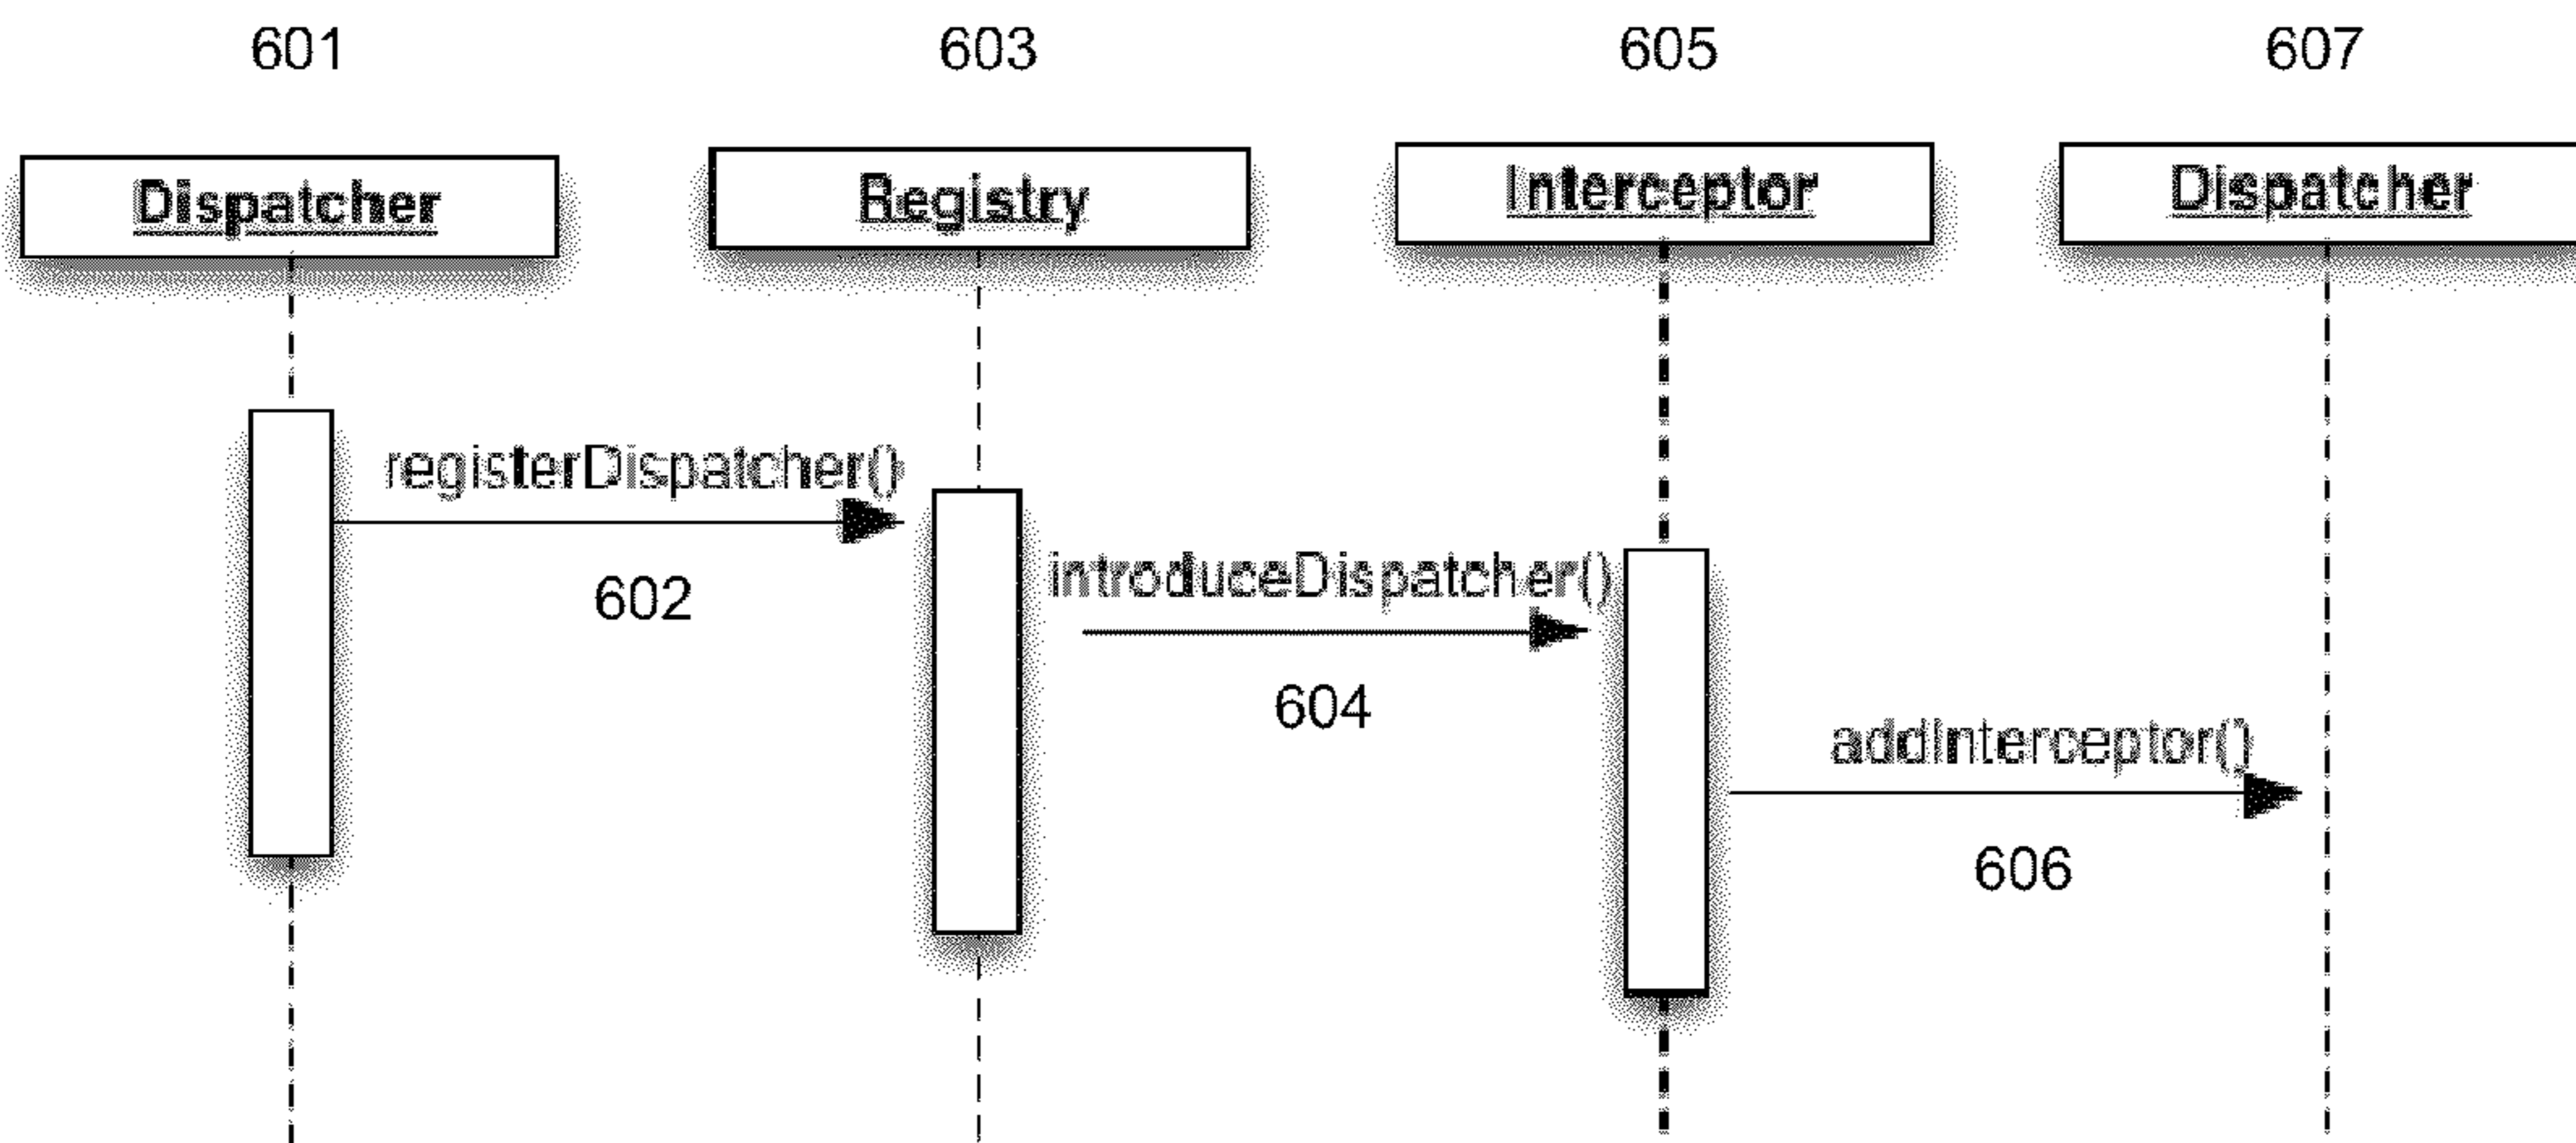 601 603 605 607
Dispatcher Registry Interceptor Dispatcher
registerDispatcher()
602
introduceDispatcher()
604
addInterceptor()
606